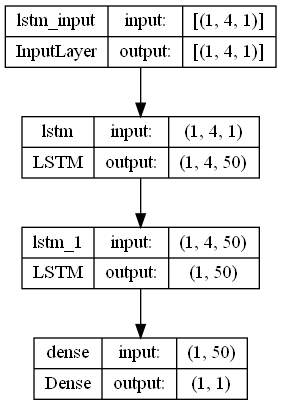 lstm_input input: [(1, 4, 1)]
InputLayer output: [(1, 4, 1)]
lstm input: (1, 4, 1)
LSTM output: (1, 4, 50)
lstm_1 input: (1, 4, 50)
LSTM output: (1, 50)
dense input: (1, 50)
Dense output: (1, 1)